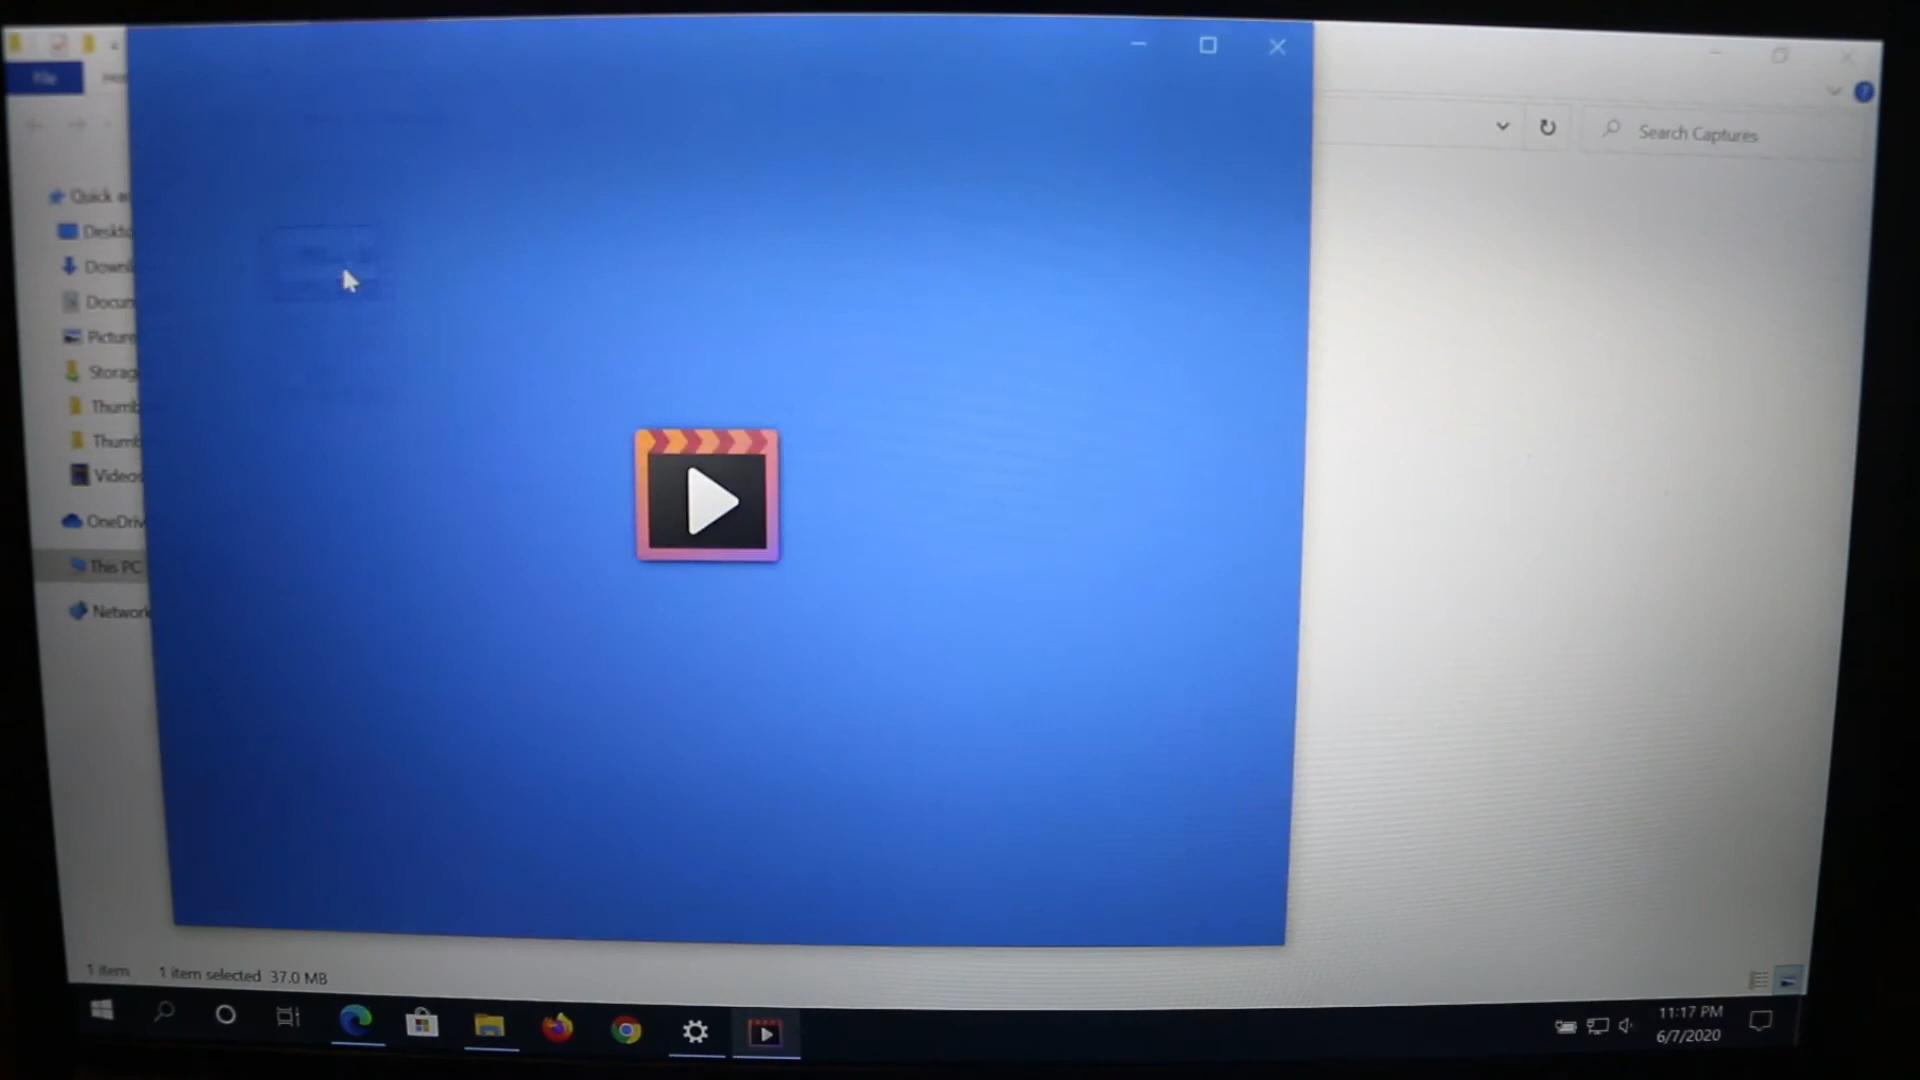 File
Search Captures
Quick a
Deskto
Downl
Docum
Picture
Storag
Thumb
Thumb
Videos
OneDriv
This PC
Network
1 item 1 item selected 37.0 MB
11:17 PM
6/7/2020